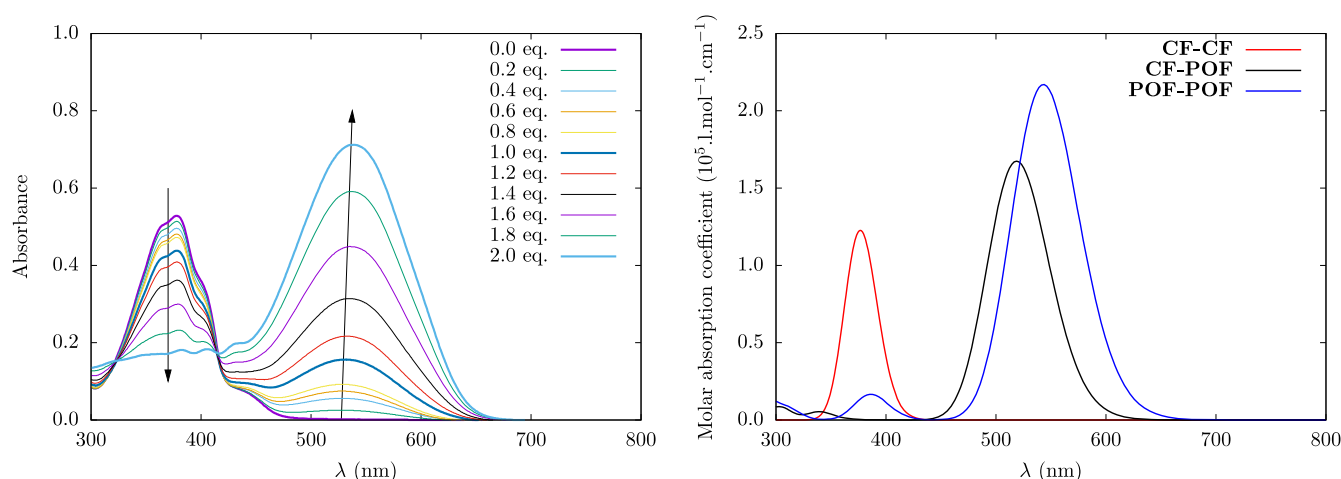 1.0
0.8
0.6
0.4
0.2
0.0
Absorbance
300
400
500
600
700
800
λ (nm)
0.0 eq.
0.2 eq.
0.4 eq.
0.6 eq.
0.8 eq.
1.0 eq.
1.2 eq.
1.4 eq.
1.6 eq.
1.8 eq.
2.0 eq.
2.5
2.0
1.5
1.0
0.5
0.0
Molar absorption coefficient (10⁵.l.mol⁻¹.cm⁻¹)
300
400
500
600
700
800
λ (nm)
CF-CF
CF-POF
POF-POF